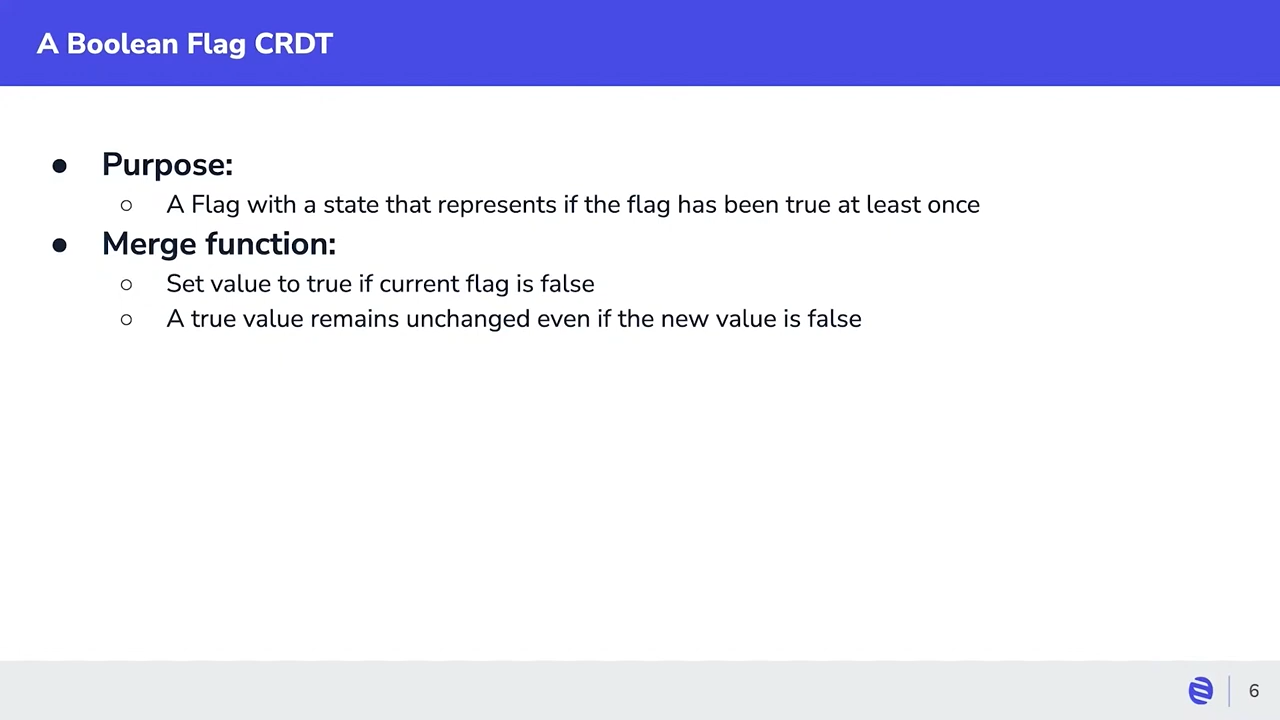 A Boolean Flag CRDT
● Purpose:
○ A Flag with a state that represents if the flag has been true at least once
● Merge function:
○ Set value to true if current flag is false
○ A true value remains unchanged even if the new value is false
6